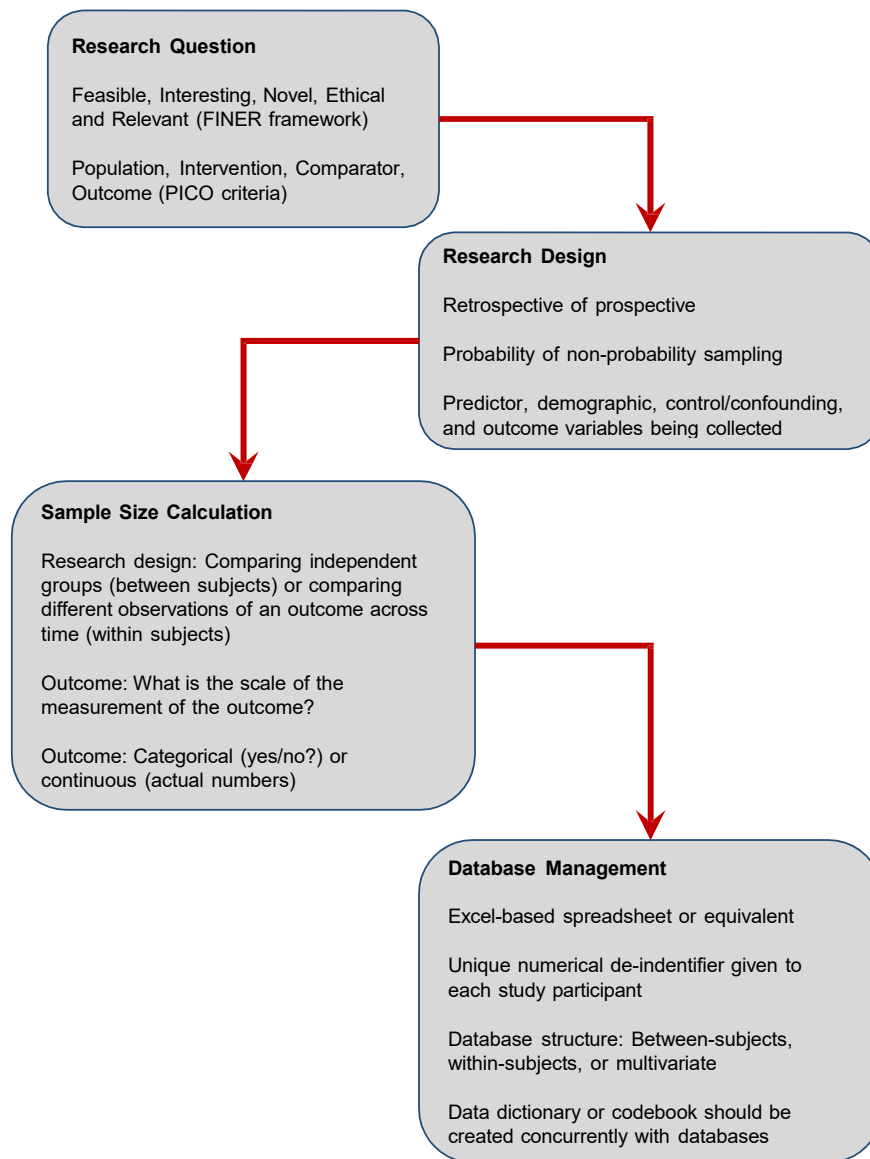 Research Question
Feasible, Interesting, Novel, Ethical
and Relevant (FINER framework)
Population, Intervention, Comparator,
Outcome (PICO criteria)
Research Design
Retrospective of prospective
Probability of non-probability sampling
Predictor, demographic, control/confounding,
and outcome variables being collected
Sample Size Calculation
Research design: Comparing independent
groups (between subjects) or comparing
different observations of an outcome across
time (within subjects)
Outcome: What is the scale of the
measurement of the outcome?
Outcome: Categorical (yes/no?) or
continuous (actual numbers)
Database Management
Excel-based spreadsheet or equivalent
Unique numerical de-indentifier given to
each study participant
Database structure: Between-subjects,
within-subjects, or multivariate
Data dictionary or codebook should be
created concurrently with databases